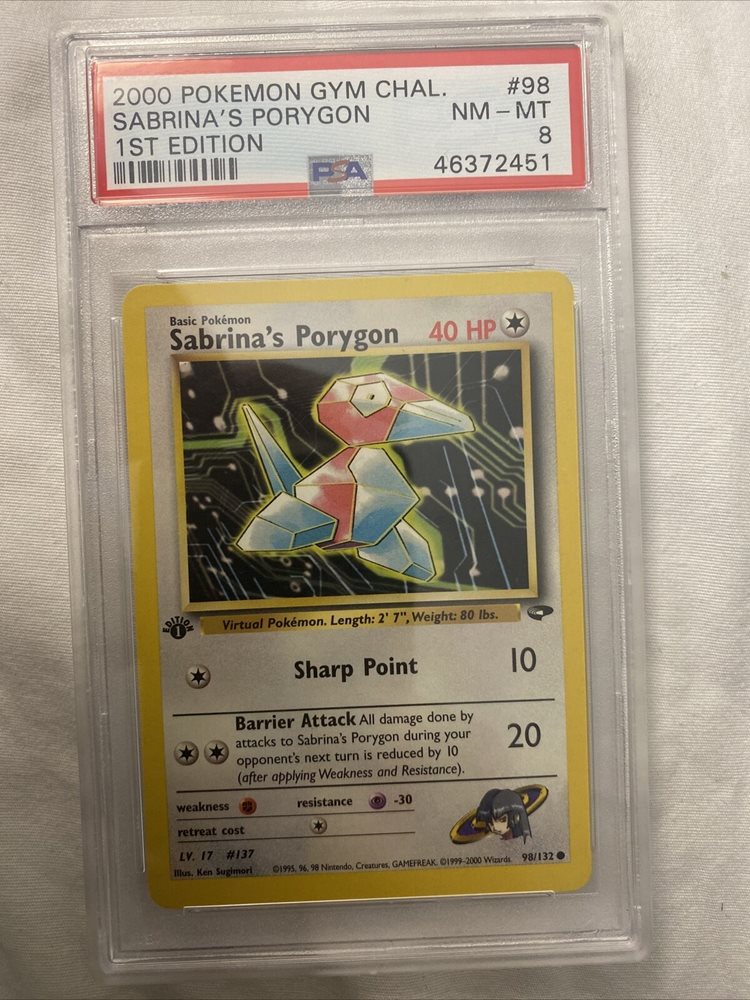 2000 POKEMON GYM CHAL. #98
SABRINA'S PORYGON NM - MT
1ST EDITION 8
PSA 46372451
Basic Pokémon
Sabrina's Porygon 40 HP
EDITION
1
Virtual Pokémon. Length: 2' 7", Weight: 80 lbs.
Sharp Point 10
Barrier Attack All damage done by
attacks to Sabrina's Porygon during your
opponent's next turn is reduced by 10
(after applying Weakness and Resistance).
20
weakness resistance -30
retreat cost
LV. 17 #137
Illus. Ken Sugimori ©1995, 96, 98 Nintendo, Creatures, GAMEFREAK. ©1999-2000 Wizards. 98/132